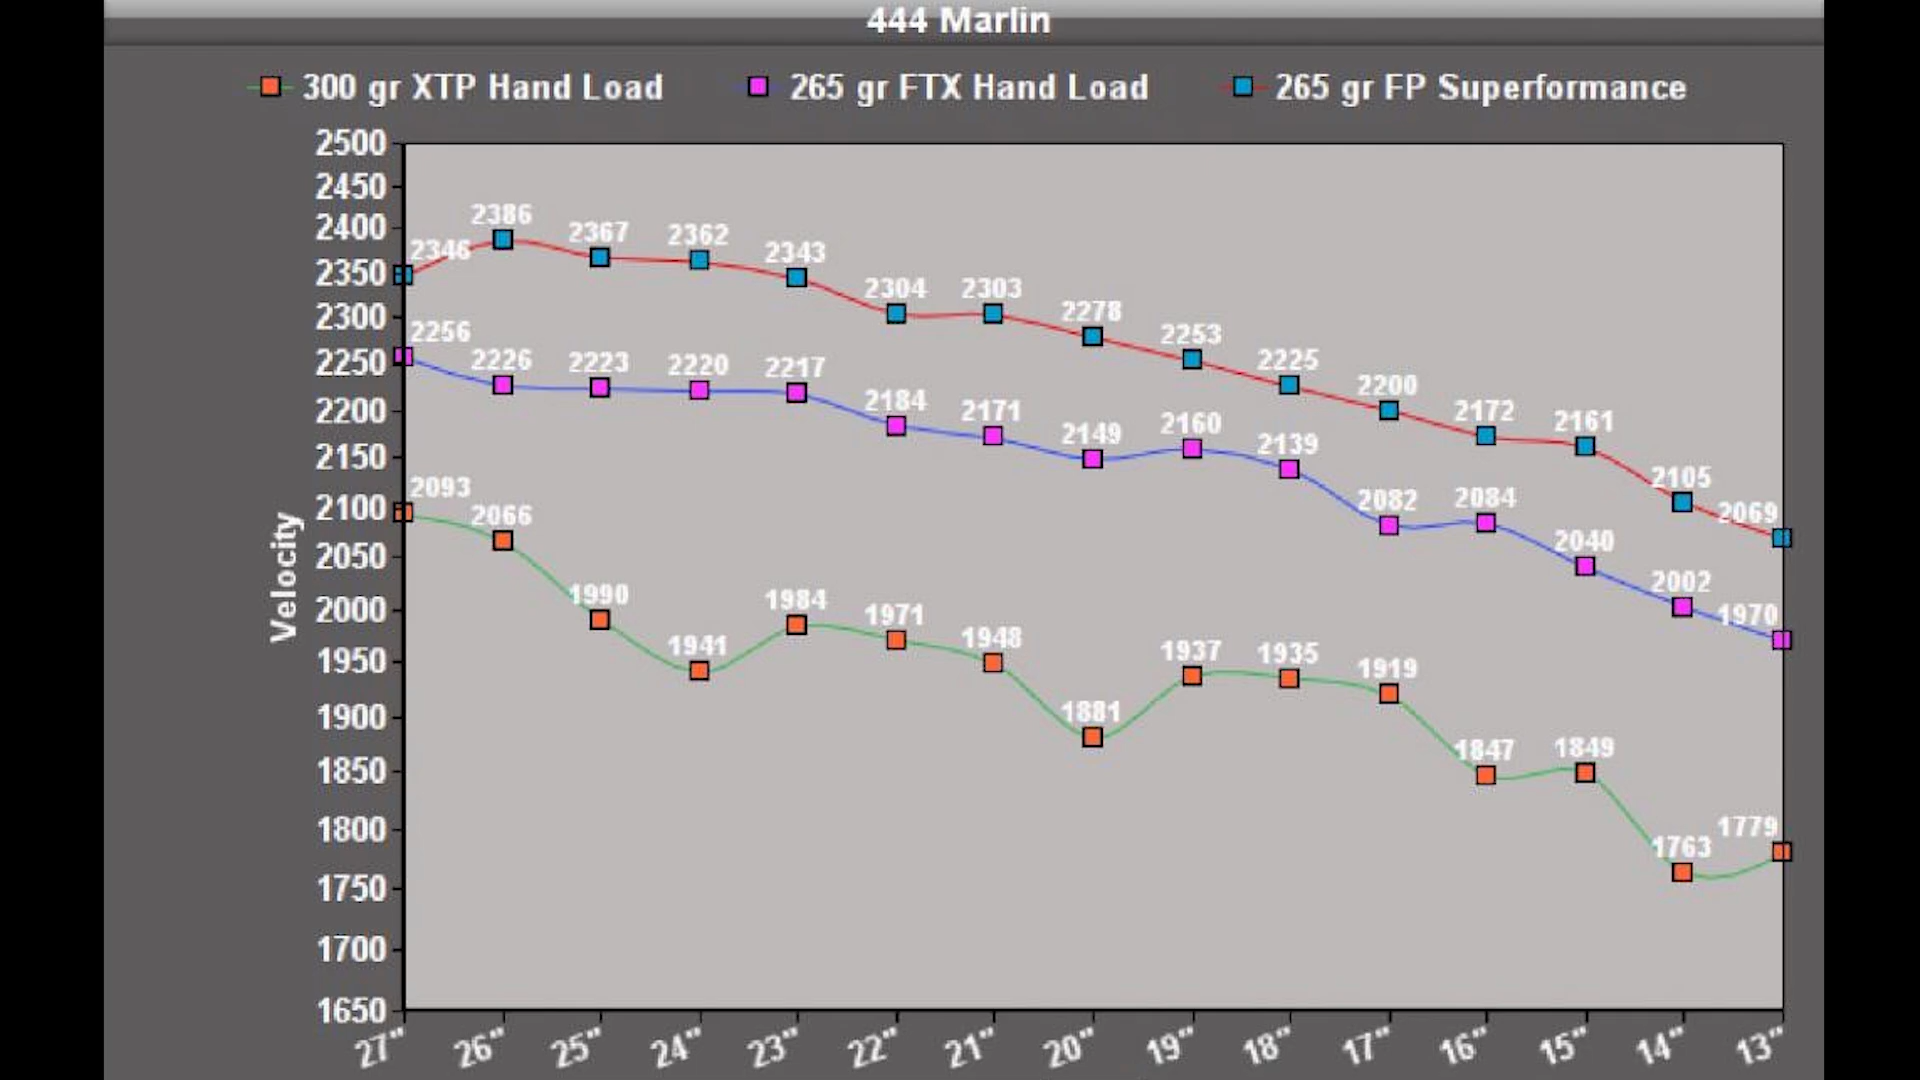 444 Marlin
300 gr XTP Hand Load 265 gr FTX Hand Load 265 gr FP Superformance
2500
2450
2400
2350
2300
2250
2200
2150
2100
2050
2000
1950
1900
1850
1800
1750
1700
1650
Velocity
2346 2386 2367 2362 2343 2304 2303 2278 2253 2225 2200 2172 2161 2105 2069
2256 2226 2223 2220 2217 2184 2171 2149 2160 2139 2082 2084 2040 2002 1970
2093 2066 1990 1941 1984 1971 1948 1881 1937 1935 1919 1847 1849 1763 1779
27" 26" 25" 24" 23" 22" 21" 20" 19" 18" 17" 16" 15" 14" 13"